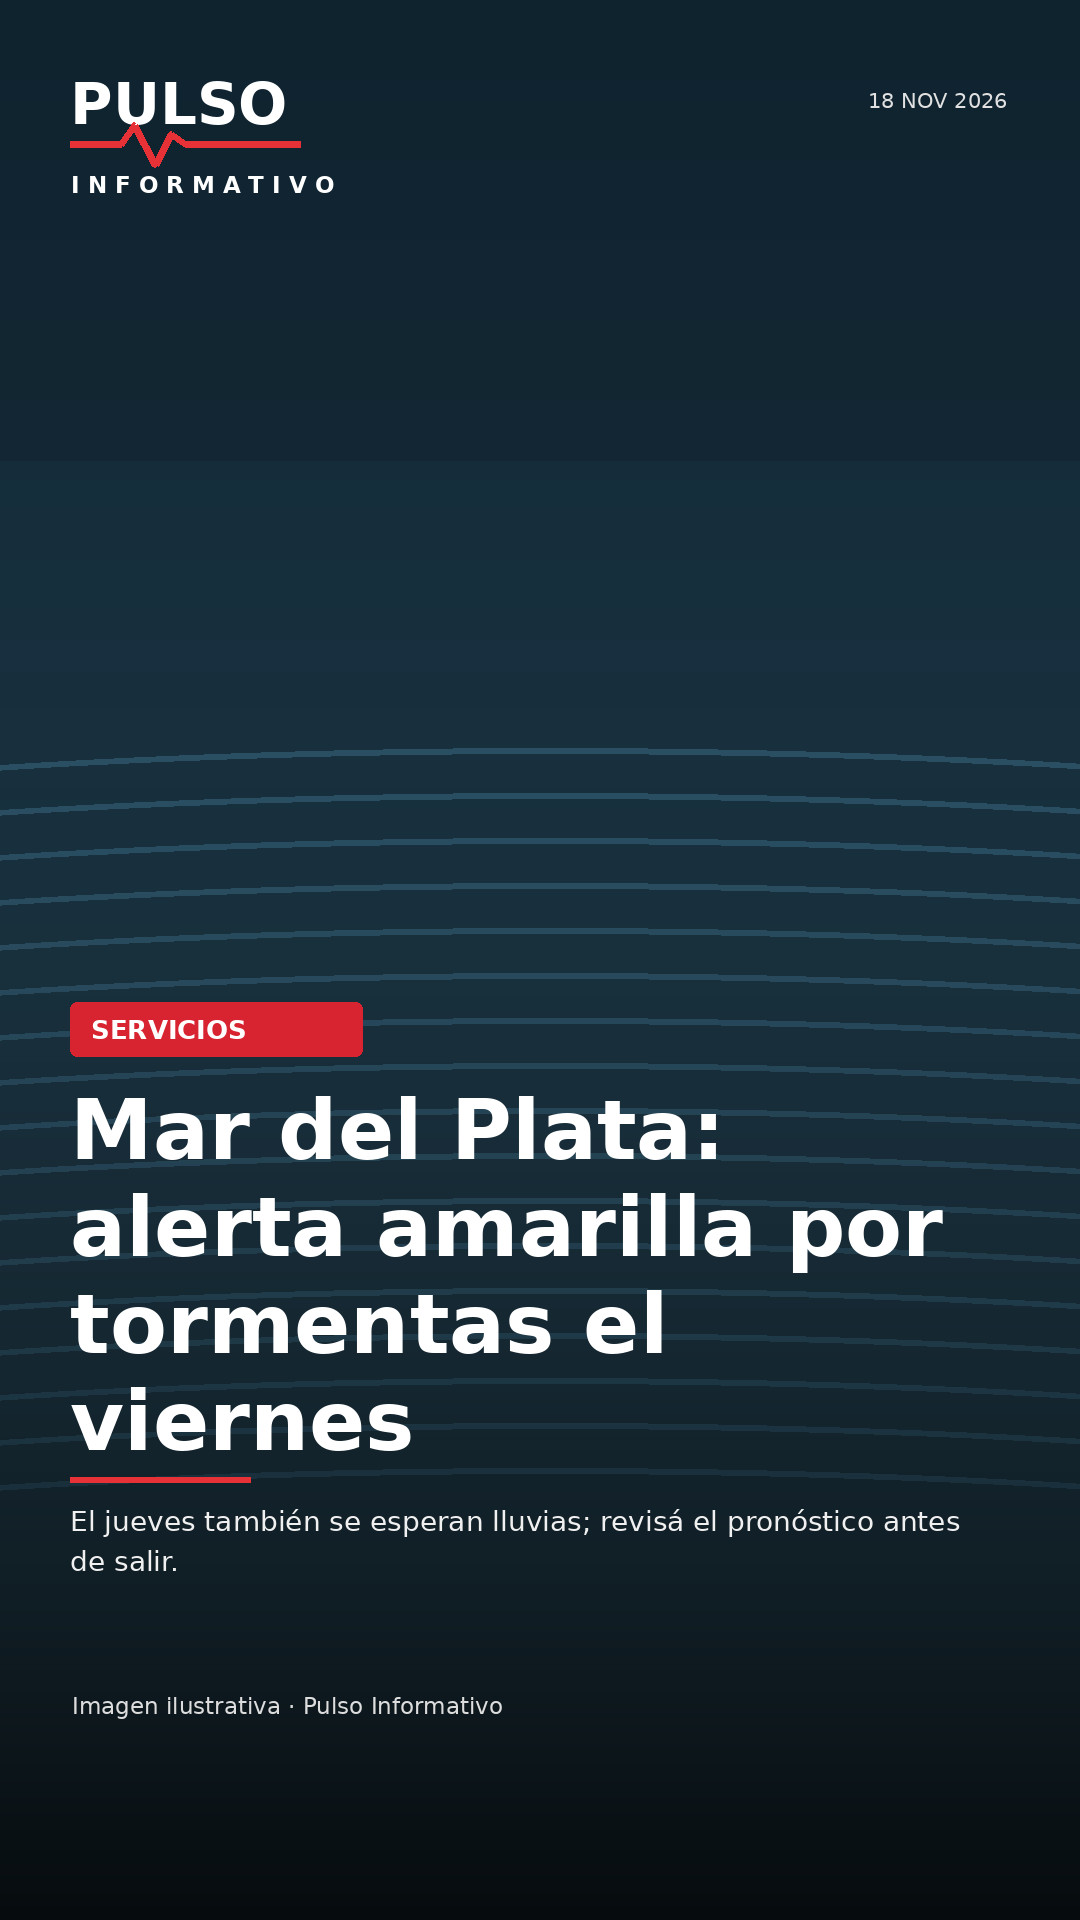 PULSO
INFORMATIVO
18 NOV 2026
SERVICIOS
Mar del Plata:
alerta amarilla por
tormentas el
viernes
El jueves también se esperan lluvias; revisá el pronóstico antes
de salir.
Imagen ilustrativa · Pulso Informativo